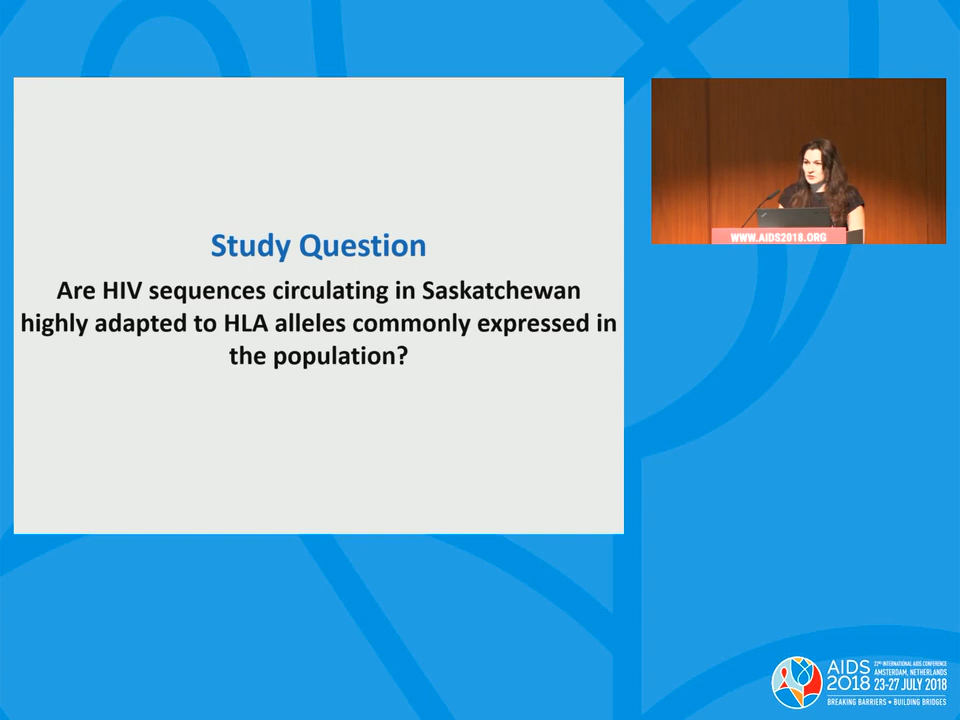 Study Question
Are HIV sequences circulating in Saskatchewan
highly adapted to HLA alleles commonly expressed in
the population?
WWW.AIDS2018.ORG
AIDS
2018
22ND INTERNATIONAL AIDS CONFERENCE
AMSTERDAM, NETHERLANDS
23-27 JULY 2018
BREAKING BARRIERS • BUILDING BRIDGES